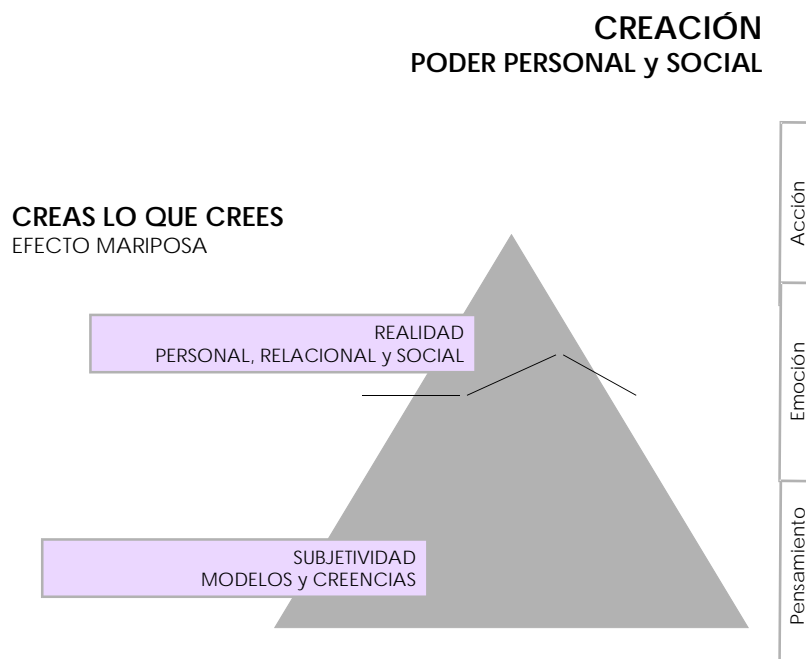 CREACIÓN
PODER PERSONAL y SOCIAL
CREAS LO QUE CREES
EFECTO MARIPOSA
REALIDAD
PERSONAL, RELACIONAL y SOCIAL
SUBJETIVIDAD
MODELOS y CREENCIAS
Acción
Emoción
Pensamiento